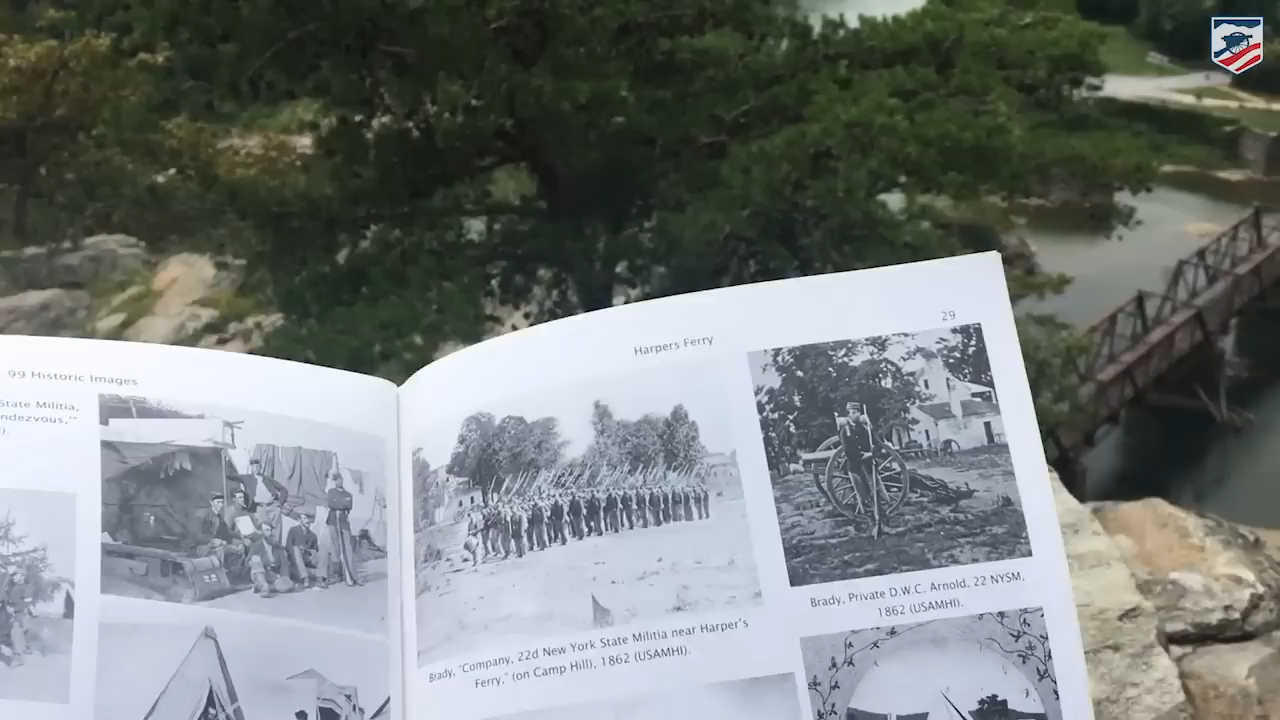 99 Historic Images
State Militia,
ndezvous,'"
).
22
Harpers Ferry
29
Brady, "Company, 22d New York State Militia near Harper's
Ferry," (on Camp Hill), 1862 (USAMHI).
Brady, Private D.W.C. Arnold, 22 NYSM,
1862 (USAMHI).